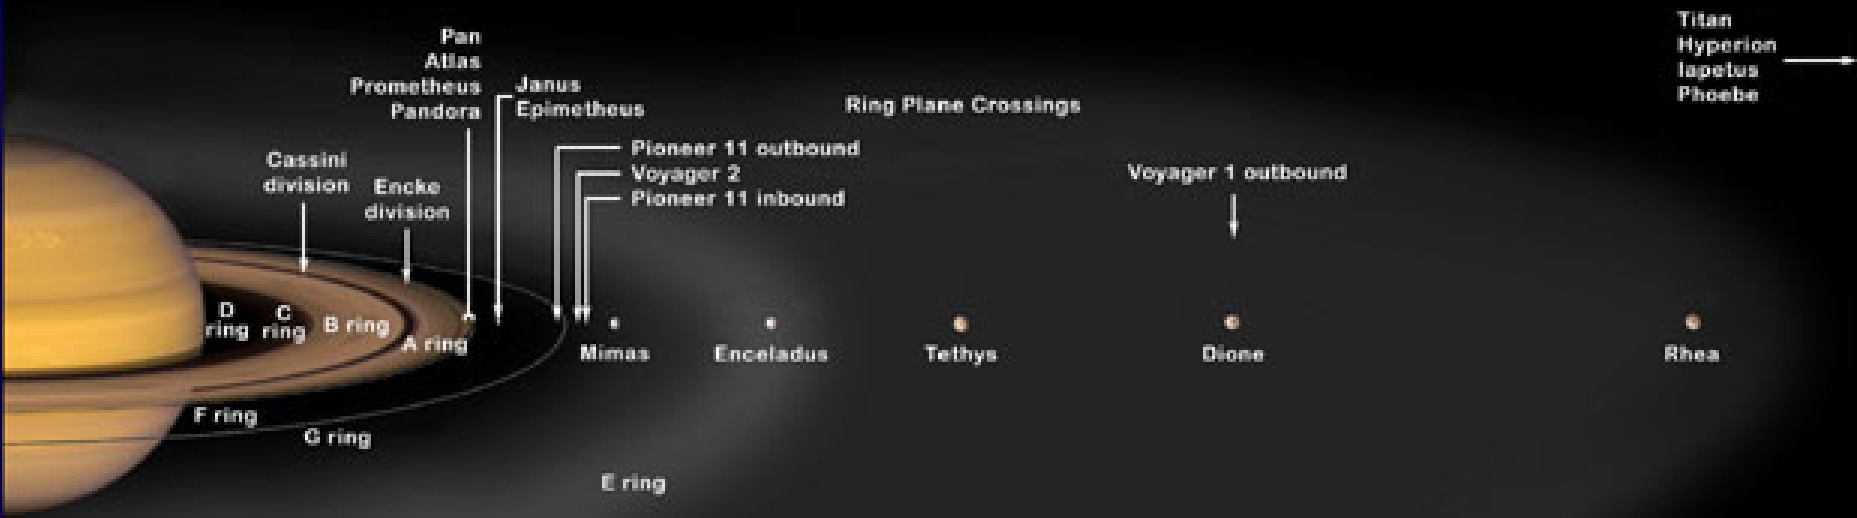 Pan
Atlas
Prometheus
Pandora
Janus
Epimetheus
Ring Plane Crossings
Titan
Hyperion
Iapetus
Phoebe
Cassini
division
Encke
division
Pioneer 11 outbound
Voyager 2
Pioneer 11 inbound
Voyager 1 outbound
D
ring
C
ring
B ring
A ring
Mimas
Enceladus
Tethys
Dione
Rhea
F ring
G ring
E ring